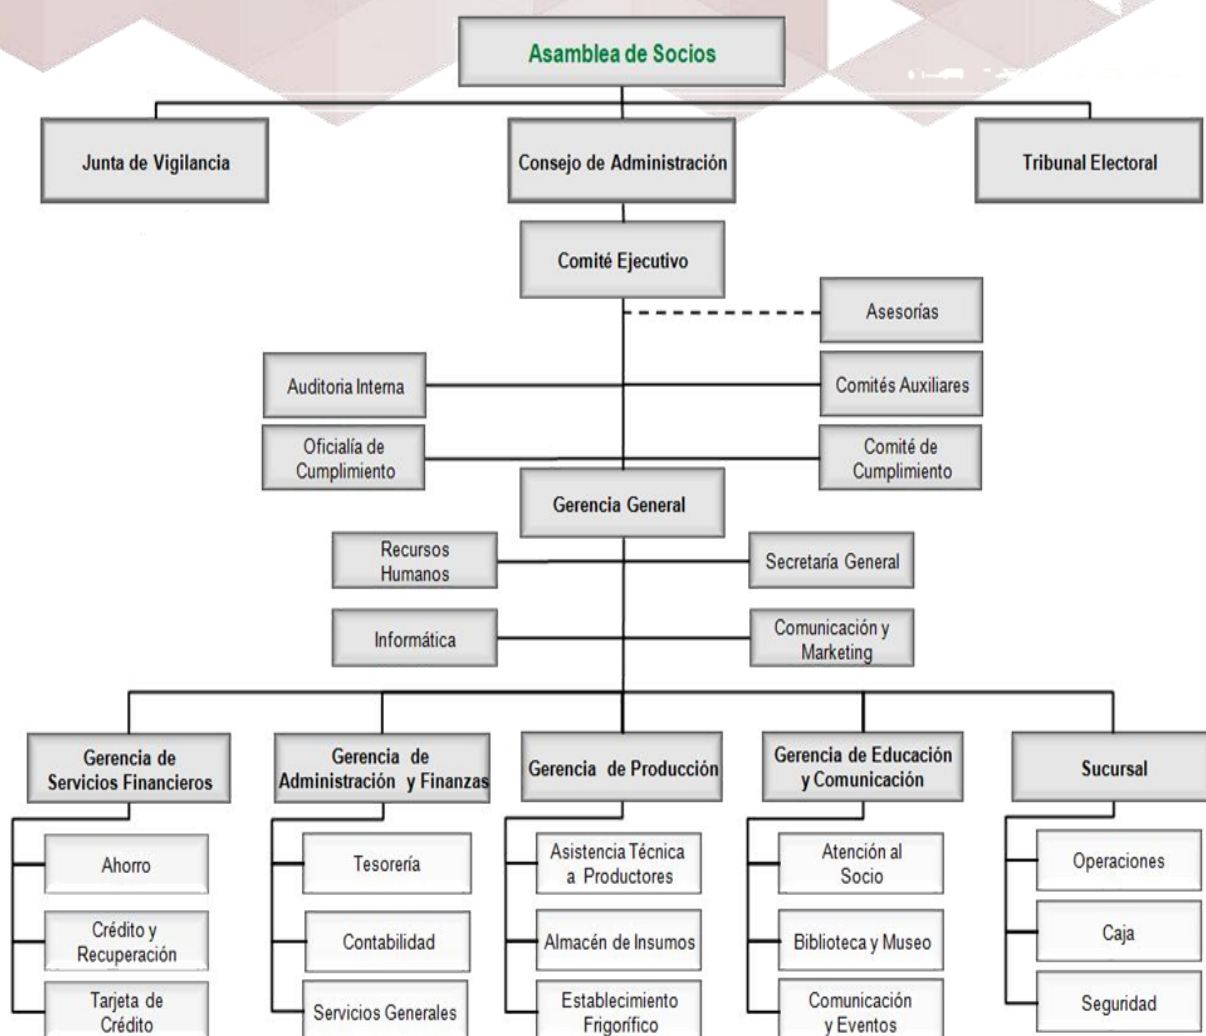 Asamblea de Socios
Junta de Vigilancia
Consejo de Administración
Tribunal Electoral
Comité Ejecutivo
Asesorías
Auditoria Interna
Comités Auxiliares
Oficialía de
Cumplimiento
Comité de
Cumplimiento
Gerencia General
Recursos
Humanos
Secretaría General
Informática
Comunicación y
Marketing
Gerencia de
Servicios Financieros
Gerencia de
Administración y Finanzas
Gerencia de Producción
Gerencia de Educación
y Comunicación
Sucursal
Ahorro
Crédito y
Recuperación
Tarjeta de
Crédito
Tesorería
Contabilidad
Servicios Generales
Asistencia Técnica
a Productores
Almacén de Insumos
Establecimiento
Frigorífico
Atención al
Socio
Biblioteca y Museo
Comunicación
y Eventos
Operaciones
Caja
Seguridad